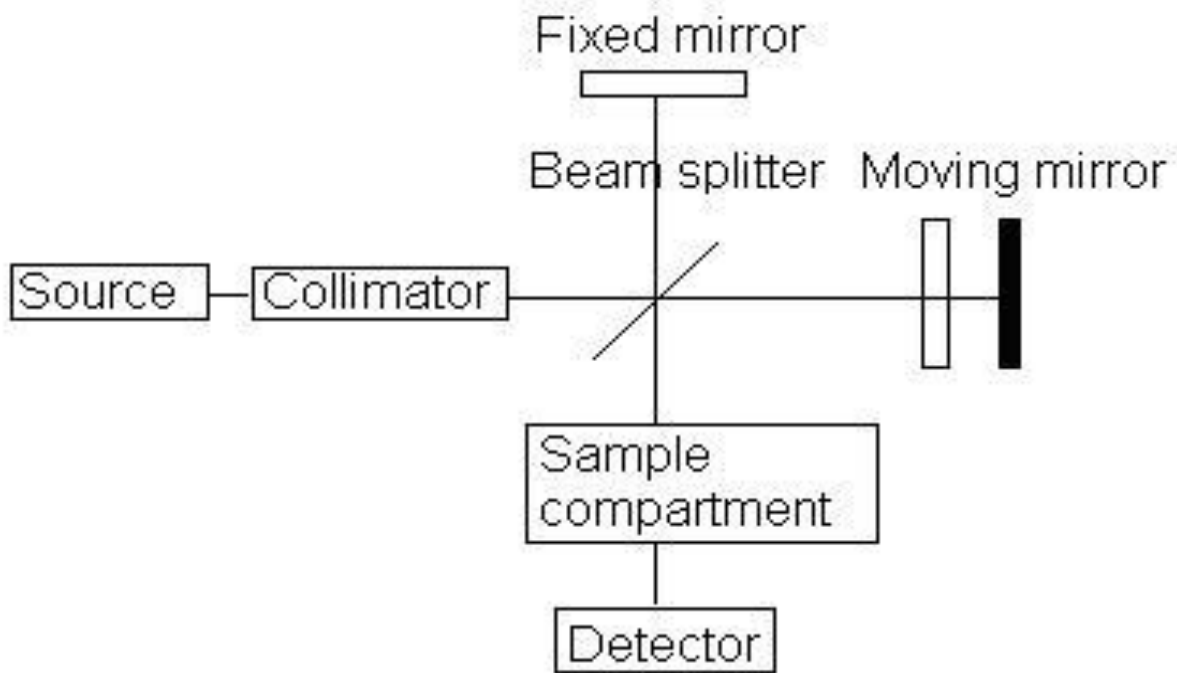 Fixed mirror
Beam splitter
Moving mirror
Source
Collimator
Sample
compartment
Detector